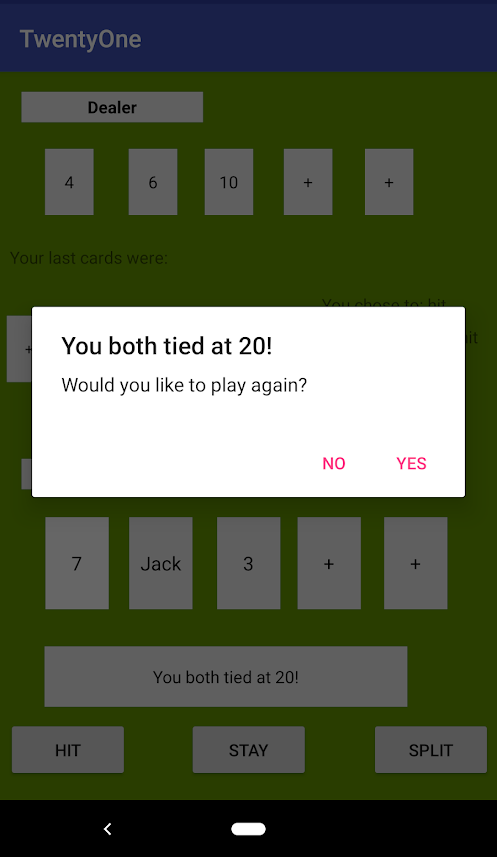 TwentyOne
Dealer
4 6 10 + +
Your last cards were:
You chose to: hit
You both tied at 20!
Would you like to play again?
NO YES
7 Jack 3 + +
You both tied at 20!
HIT STAY SPLIT